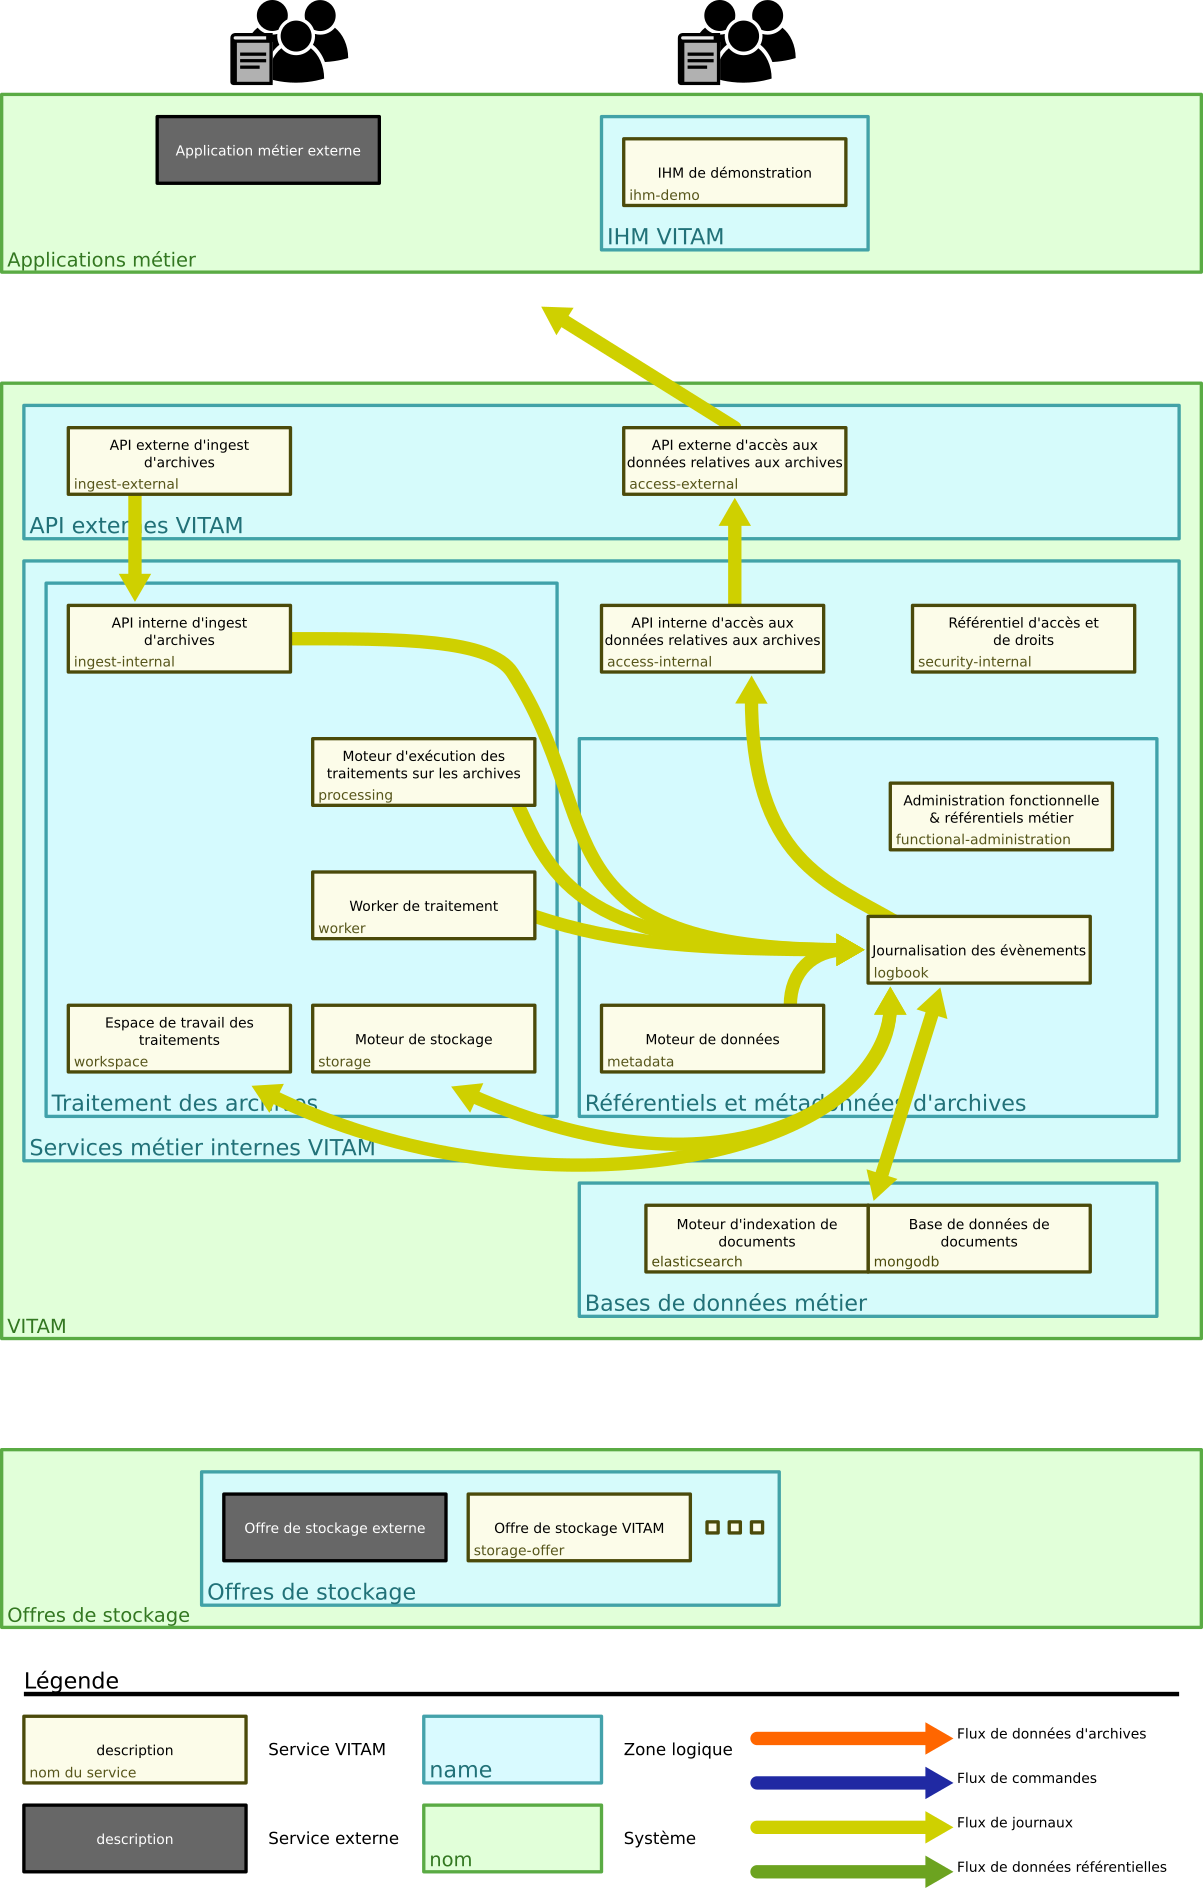 Application métier externe
IHM de démonstration
ihm-demo
IHM VITAM
Applications métier
API externe d'ingest
d'archives
ingest-external
API externe d'accès aux
données relatives aux archives
access-external
API externes VITAM
API interne d'ingest
d'archives
ingest-internal
API interne d'accès aux
données relatives aux archives
access-internal
Référentiel d'accès et
de droits
security-internal
Moteur d'exécution des
traitements sur les archives
processing
Administration fonctionnelle
& référentiels métier
functional-administration
Worker de traitement
worker
Journalisation des évènements
logbook
Espace de travail des
traitements
workspace
Moteur de stockage
storage
Moteur de données
metadata
Traitement des archives
Référentiels et métadonnées d'archives
Services métier internes VITAM
Moteur d'indexation de
documents
elasticsearch
Base de données de
documents
mongodb
Bases de données métier
VITAM
Offre de stockage externe
Offre de stockage VITAM
storage-offer
Offres de stockage
Offres de stockage
Légende
description
nom du service
Service VITAM
name
Zone logique
Flux de données d'archives
Flux de commandes
description
Service externe
nom
Système
Flux de journaux
Flux de données référentielles